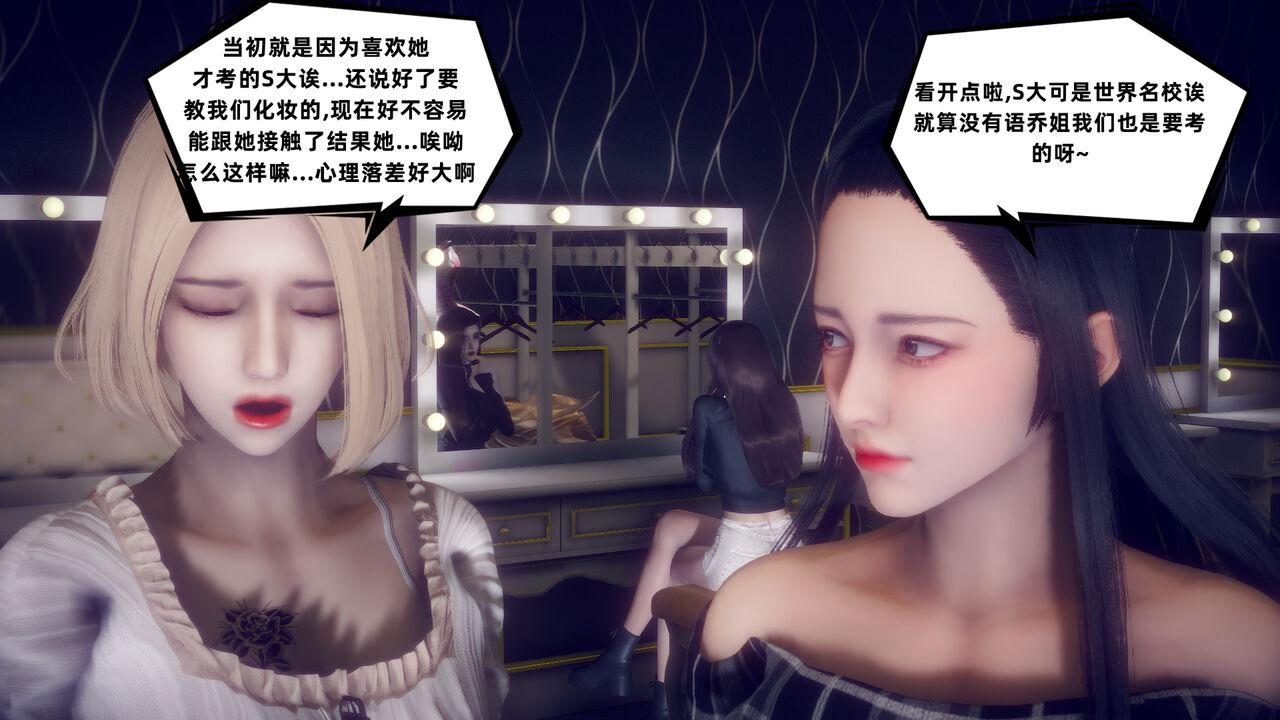 当初就是因为喜欢她
才考的S大诶...还说好了要
教我们化妆的,现在好不容易
能跟她接触了结果她...唉呦
怎么这样嘛...心理落差好大啊
看开点啦,S大可是世界名校诶
就算没有语乔姐我们也是要考
的呀~